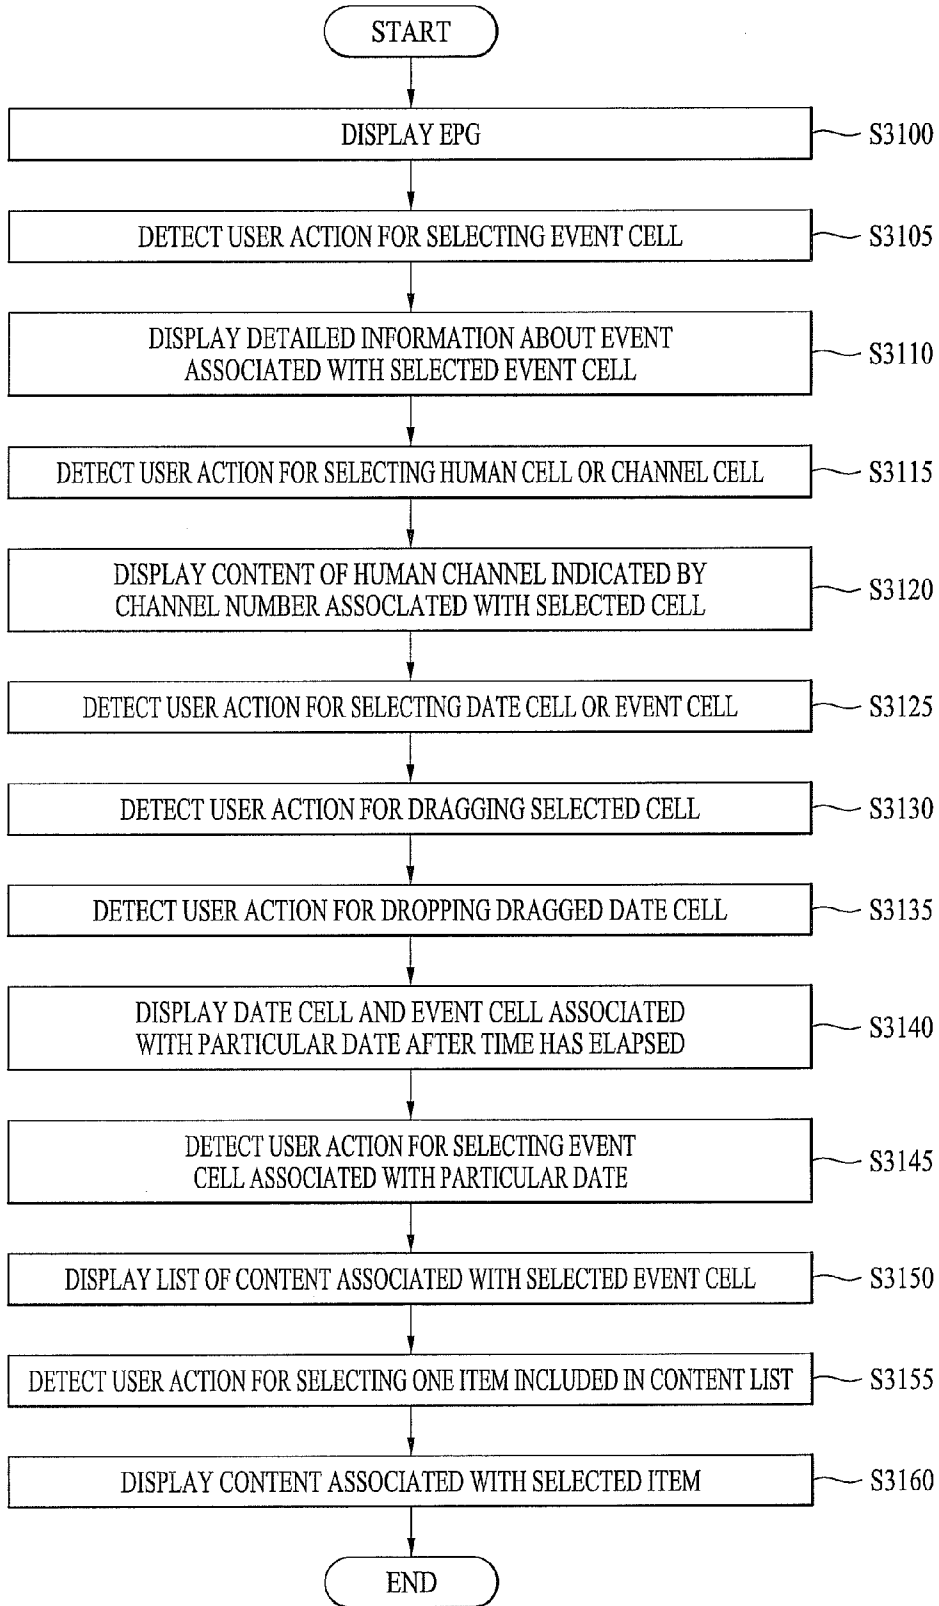 START
DISPLAY EPG
S3100
DETECT USER ACTION FOR SELECTING EVENT CELL
S3105
DISPLAY DETAILED INFORMATION ABOUT EVENT
ASSOCIATED WITH SELECTED EVENT CELL
S3110
DETECT USER ACTION FOR SELECTING HUMAN CELL OR CHANNEL CELL
S3115
DISPLAY CONTENT OF HUMAN CHANNEL INDICATED BY
CHANNEL NUMBER ASSOCLATED WITH SELECTED CELL
S3120
DETECT USER ACTION FOR SELECTING DATE CELL OR EVENT CELL
S3125
DETECT USER ACTION FOR DRAGGING SELECTED CELL
S3130
DETECT USER ACTION FOR DROPPING DRAGGED DATE CELL
S3135
DISPLAY DATE CELL AND EVENT CELL ASSOCIATED
WITH PARTICULAR DATE AFTER TIME HAS ELAPSED
S3140
DETECT USER ACTION FOR SELECTING EVENT
CELL ASSOCIATED WITH PARTICULAR DATE
S3145
DISPLAY LIST OF CONTENT ASSOCIATED WITH SELECTED EVENT CELL
S3150
DETECT USER ACTION FOR SELECTING ONE ITEM INCLUDED IN CONTENT LIST
S3155
DISPLAY CONTENT ASSOCIATED WITH SELECTED ITEM
S3160
END